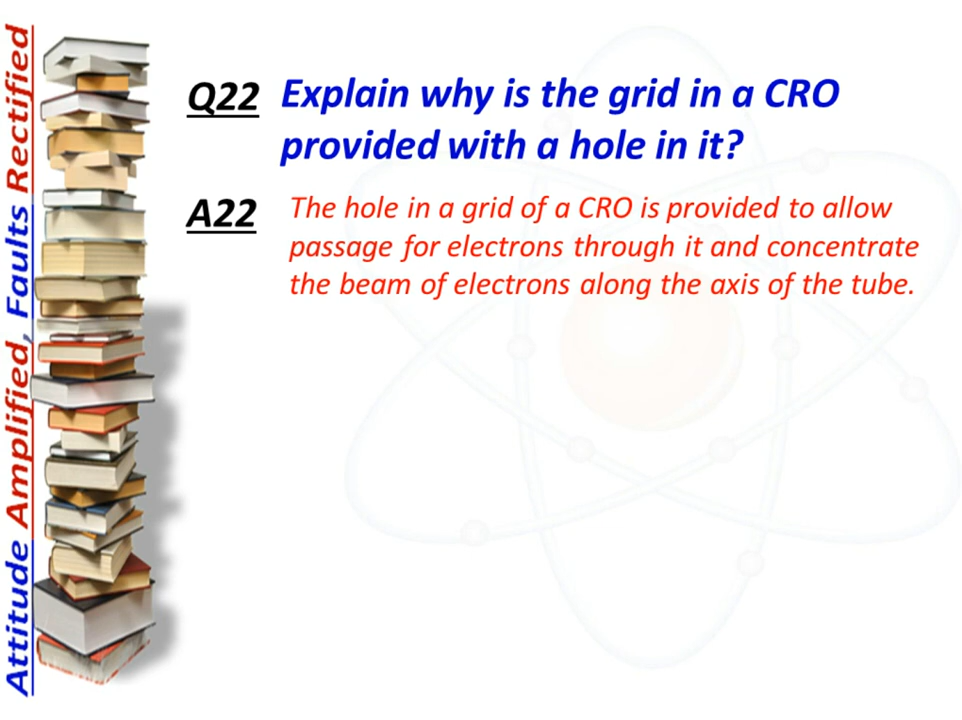 Attitude Amplified, Faults Rectified
Q22 Explain why is the grid in a CRO
provided with a hole in it?
A22 The hole in a grid of a CRO is provided to allow
passage for electrons through it and concentrate
the beam of electrons along the axis of the tube.